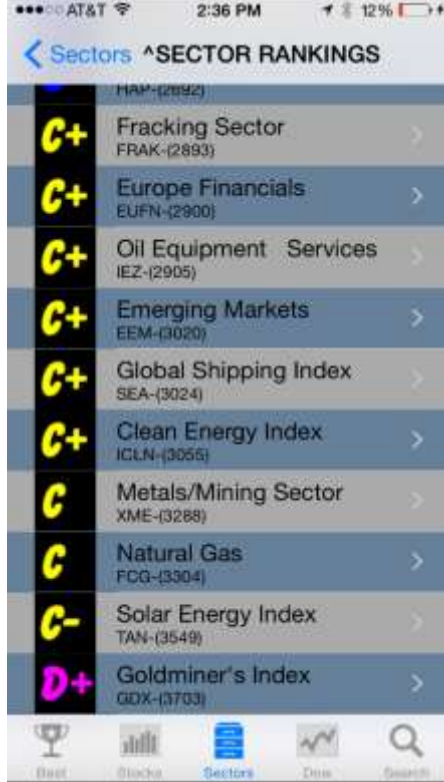 AT&T 2:36 PM 12%
Sectors ^SECTOR RANKINGS
HAP-(2692)
C+ Fracking Sector
FRAK-(2893)
C+ Europe Financials
EUFN-(2900)
C+ Oil Equipment Services
IEZ-(2905)
C+ Emerging Markets
EEM-(3020)
C+ Global Shipping Index
SEA-(3024)
C+ Clean Energy Index
ICLN-(3055)
C Metals/Mining Sector
XME-(3288)
C Natural Gas
FCG-(3304)
C- Solar Energy Index
TAN-(3549)
D+ Goldminer's Index
GDX-(3703)
Best Stocks Sectors Dow Search